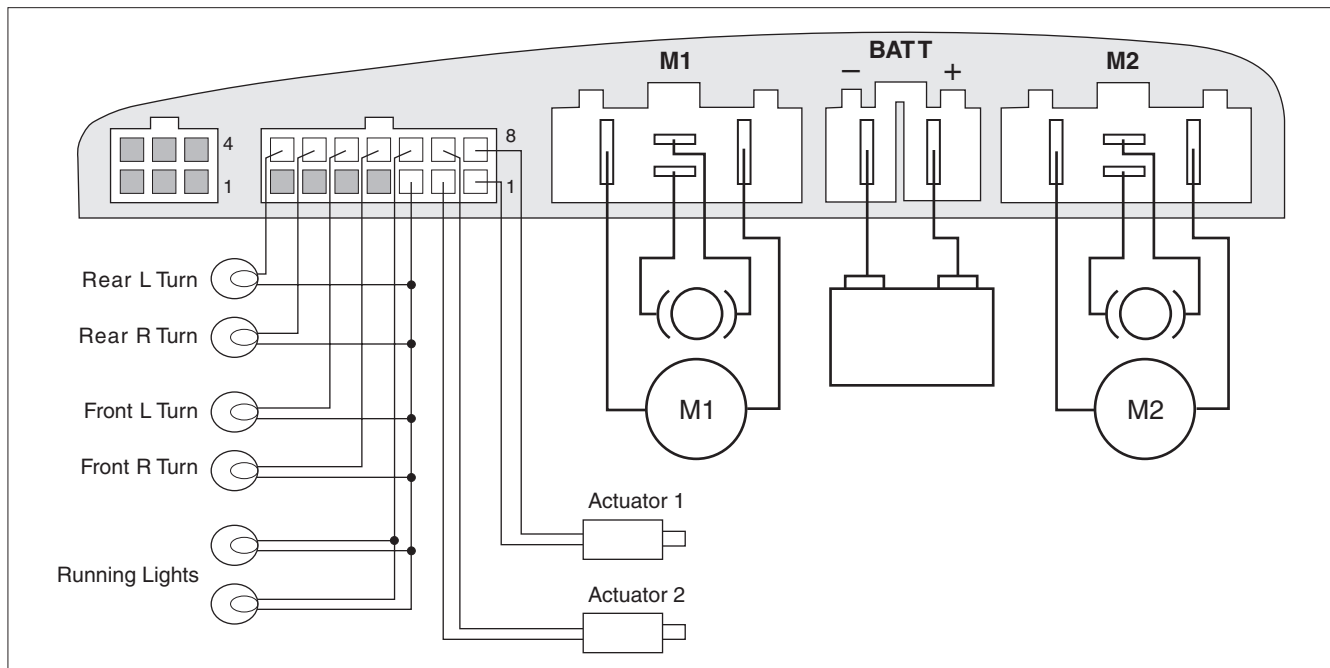 M1
BATT
M2
− +
4
1
8
1
Rear L Turn
Rear R Turn
Front L Turn
Front R Turn
Running Lights
M1
M2
Actuator 1
Actuator 2